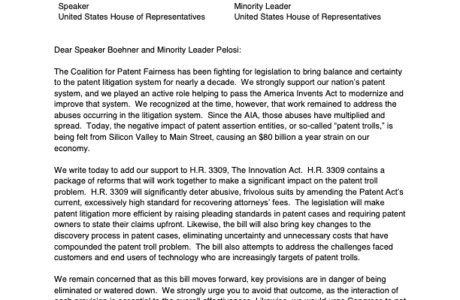 Speaker Minority Leader
United States House of Representatives United States House of Representatives
Dear Speaker Boehner and Minority Leader Pelosi:
The Coalition for Patent Fairness has been fighting for legislation to bring balance and certainty
to the patent litigation system for nearly a decade. We strongly support our nation's patent
system, and we played an active role helping to pass the America Invents Act to modernize and
improve that system. We recognized at the time, however, that work remained to address the
abuses occurring in the litigation system. Since the AIA, those abuses have multiplied and
spread. Today, the negative impact of patent assertion entities, or so-called "patent trolls," is
being felt from Silicon Valley to Main Street, causing an $80 billion a year strain on our
economy.
We write today to add our support to H.R. 3309, The Innovation Act. H.R. 3309 contains a
package of reforms that will work together to make a significant impact on the patent troll
problem. H.R. 3309 will significantly deter abusive, frivolous suits by amending the Patent Act's
current, excessively high standard for recovering attorneys' fees. The legislation will make
patent litigation more efficient by raising pleading standards in patent cases and requiring patent
owners to state their claims upfront. Likewise, the bill will also bring key changes to the
discovery process in patent cases, eliminating uncertainty and unnecessary costs that have
compounded the patent troll problem. The bill also attempts to address the challenges faced
customers and end users of technology who are increasingly targets of patent trolls.
We remain concerned that as this bill moves forward, key provisions are in danger of being
eliminated or watered down. We strongly urge you to avoid that outcome, as the interaction of